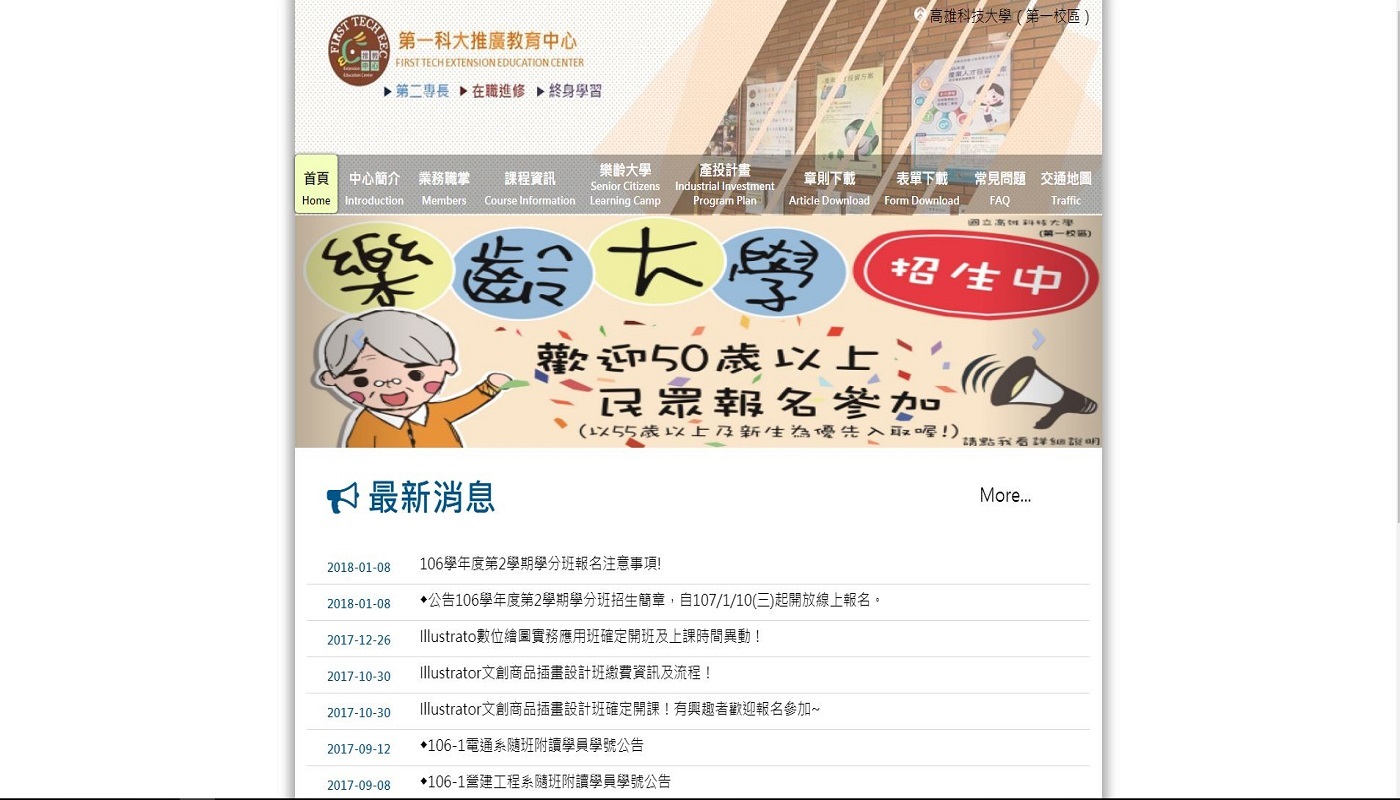 高雄科技大學 ( 第一校區 )
FIRST TECH EEC
推教中心
Extension
Education Center
第一科大推廣教育中心
FIRST TECH EXTENSION EDUCATION CENTER
第二專長 在職進修 終身學習
首頁 中心簡介 業務職掌 課程資訊 樂齡大學 產投計畫 章則下載 表單下載 常見問題 交通地圖
Home Introduction Members Course Information Senior Citizens Learning Camp Industrial Investment Program Plan Article Download Form Download FAQ Traffic
國立高雄科技大學
(第一校區)
樂齡大學 招生中
歡迎50歲以上
民眾報名參加
(以55歲以上及新生為優先入取喔!)
請點我看詳細說明
最新消息 More...
2018-01-08 106學年度第2學期學分班報名注意事項!
2018-01-08 ♦公告106學年度第2學期學分班招生簡章，自107/1/10(三)起開放線上報名。
2017-12-26 Illustrato數位繪圖實務應用班確定開班及上課時間異動！
2017-10-30 Illustrator文創商品插畫設計班繳費資訊及流程！
2017-10-30 Illustrator文創商品插畫設計班確定開課！有興趣者歡迎報名參加~
2017-09-12 ♦106-1電通系隨班附讀學員學號公告
2017-09-08 ♦106-1營建工程系隨班附讀學員學號公告